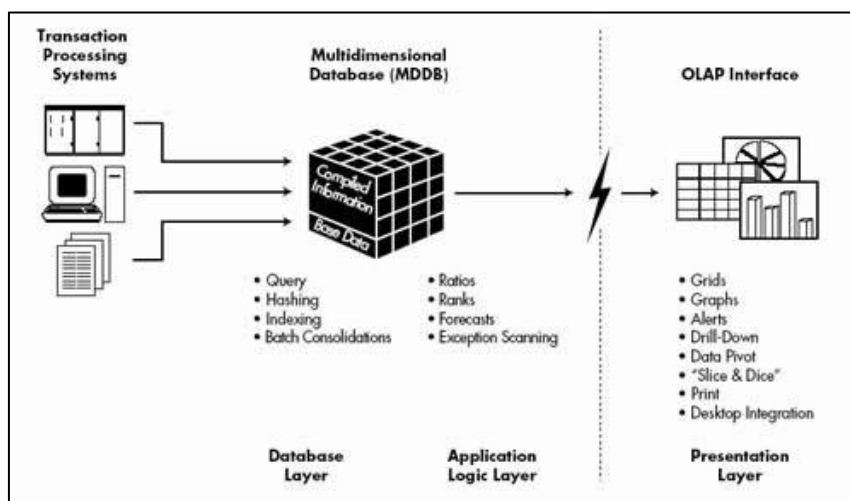 Transaction
Processing
Systems
Multidimensional
Database (MDDB)
OLAP Interface
Compiled
Information
Base Data
• Query
• Hashing
• Indexing
• Batch Consolidations
• Ratios
• Ranks
• Forecasts
• Exception Scanning
• Grids
• Graphs
• Alerts
• Drill-Down
• Data Pivot
• “Slice & Dice”
• Print
• Desktop Integration
Database
Layer
Application
Logic Layer
Presentation
Layer